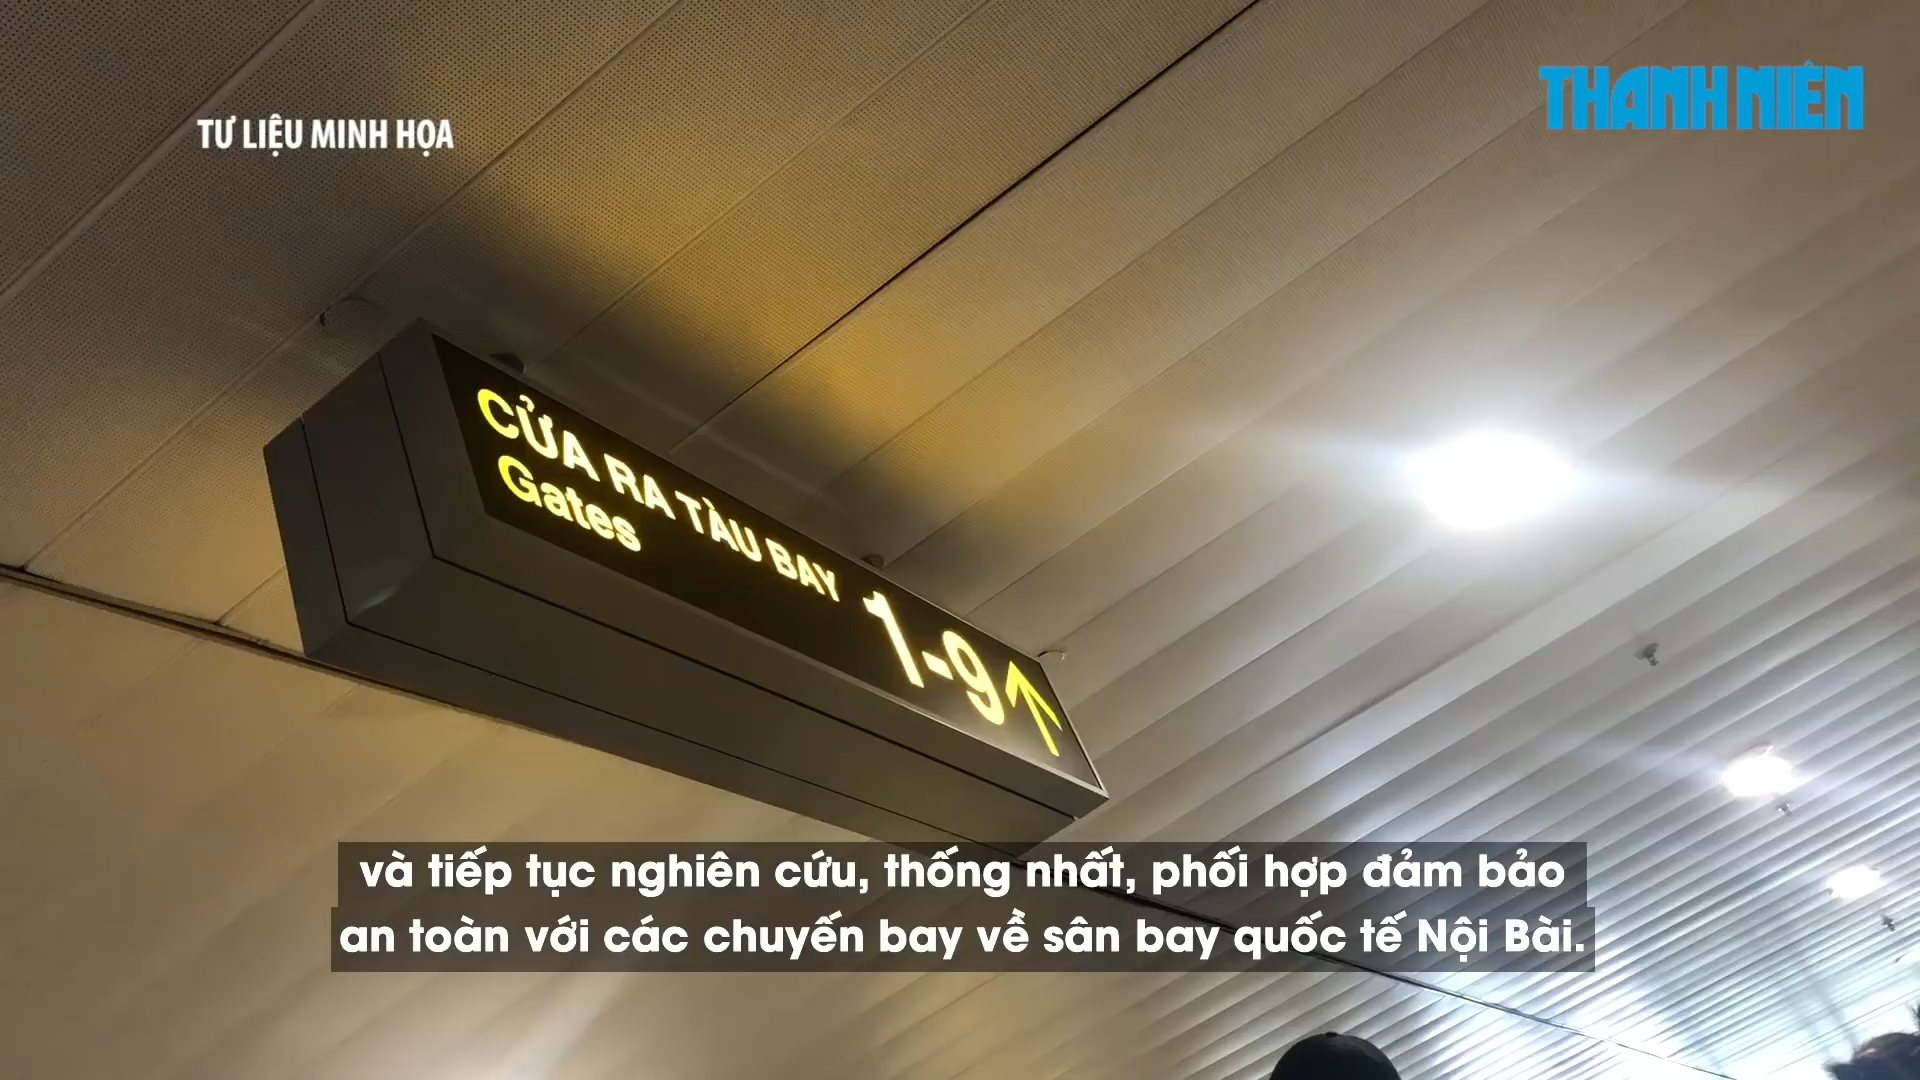 THANH NIÊN
TƯ LIỆU MINH HỌA
CỬA RA TÀU BAY
Gates
1-9
và tiếp tục nghiên cứu, thống nhất, phối hợp đảm bảo
an toàn với các chuyến bay về sân bay quốc tế Nội Bài.